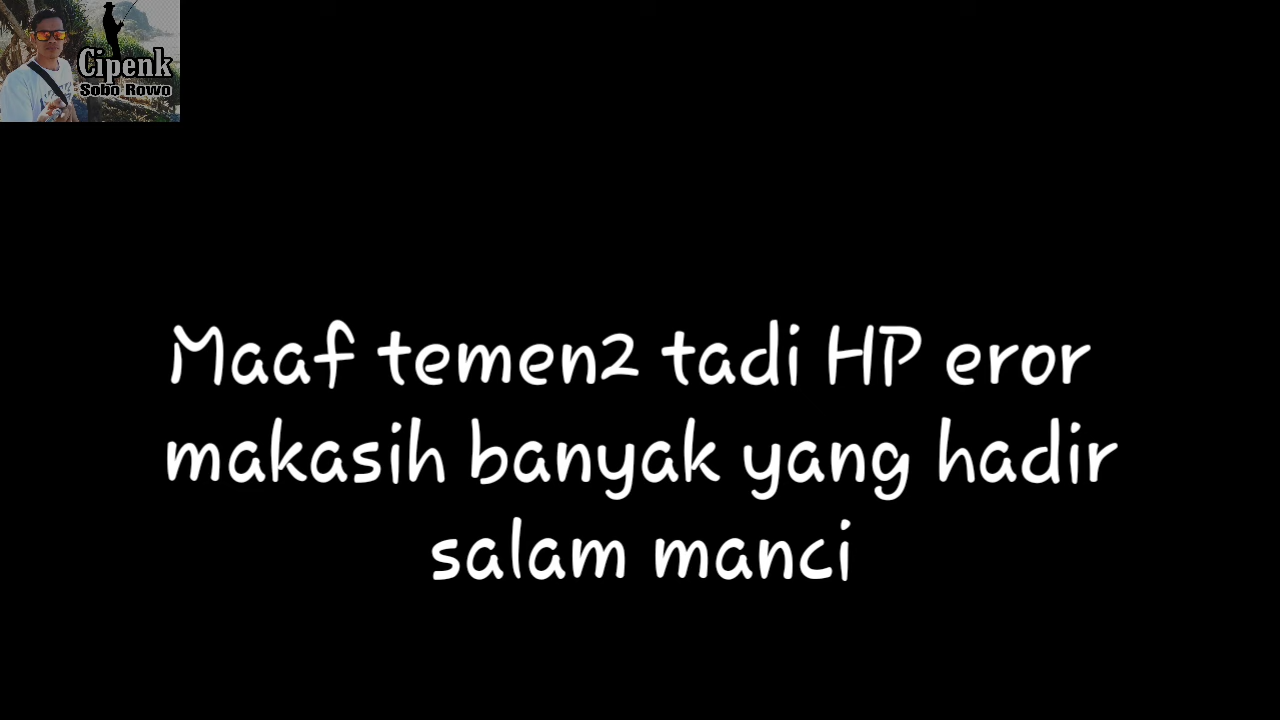 Cipenk
Sobo Rowo
Maaf temen2 tadi HP eror
makasih banyak yang hadir
salam manci